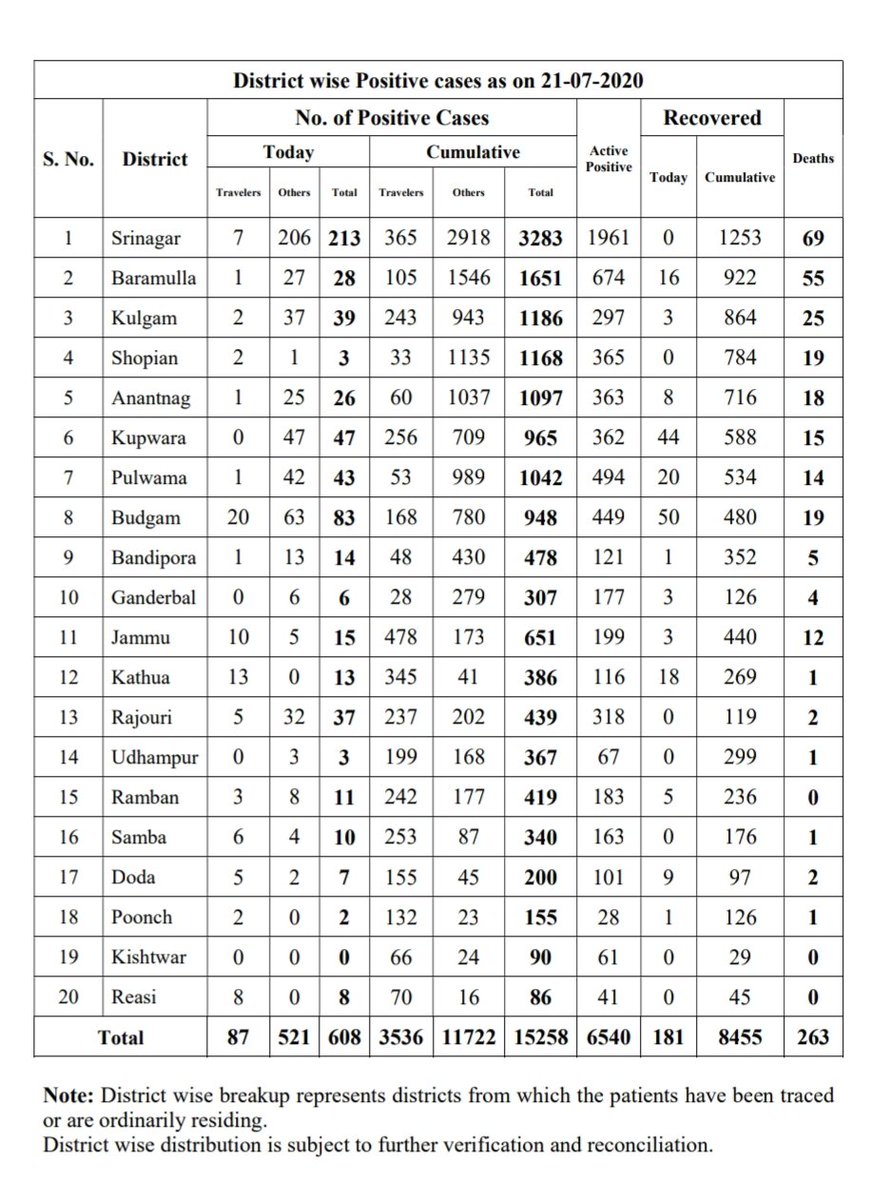 District wise Positive cases as on 21-07-2020
S. No. District No. of Positive Cases Active Positive Recovered Deaths
Today Cumulative Today Cumulative
Travelers Others Total Travelers Others Total
1 Srinagar 7 206 213 365 2918 3283 1961 0 1253 69
2 Baramulla 1 27 28 105 1546 1651 674 16 922 55
3 Kulgam 2 37 39 243 943 1186 297 3 864 25
4 Shopian 2 1 3 33 1135 1168 365 0 784 19
5 Anantnag 1 25 26 60 1037 1097 363 8 716 18
6 Kupwara 0 47 47 256 709 965 362 44 588 15
7 Pulwama 1 42 43 53 989 1042 494 20 534 14
8 Budgam 20 63 83 168 780 948 449 50 480 19
9 Bandipora 1 13 14 48 430 478 121 1 352 5
10 Ganderbal 0 6 6 28 279 307 177 3 126 4
11 Jammu 10 5 15 478 173 651 199 3 440 12
12 Kathua 13 0 13 345 41 386 116 18 269 1
13 Rajouri 5 32 37 237 202 439 318 0 119 2
14 Udhampur 0 3 3 199 168 367 67 0 299 1
15 Ramban 3 8 11 242 177 419 183 5 236 0
16 Samba 6 4 10 253 87 340 163 0 176 1
17 Doda 5 2 7 155 45 200 101 9 97 2
18 Poonch 2 0 2 132 23 155 28 1 126 1
19 Kishtwar 0 0 0 66 24 90 61 0 29 0
20 Reasi 8 0 8 70 16 86 41 0 45 0
Total 87 521 608 3536 11722 15258 6540 181 8455 263
Note: District wise breakup represents districts from which the patients have been traced
or are ordinarily residing.
District wise distribution is subject to further verification and reconciliation.